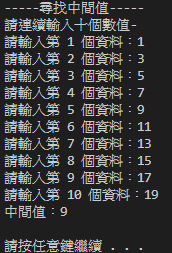 -----尋找中間值-----
請連續輸入十個數值-
請輸入第 1 個資料：1
請輸入第 2 個資料：3
請輸入第 3 個資料：5
請輸入第 4 個資料：7
請輸入第 5 個資料：9
請輸入第 6 個資料：11
請輸入第 7 個資料：13
請輸入第 8 個資料：15
請輸入第 9 個資料：17
請輸入第 10 個資料：19
中間值：9
請按任意鍵繼續 . . .